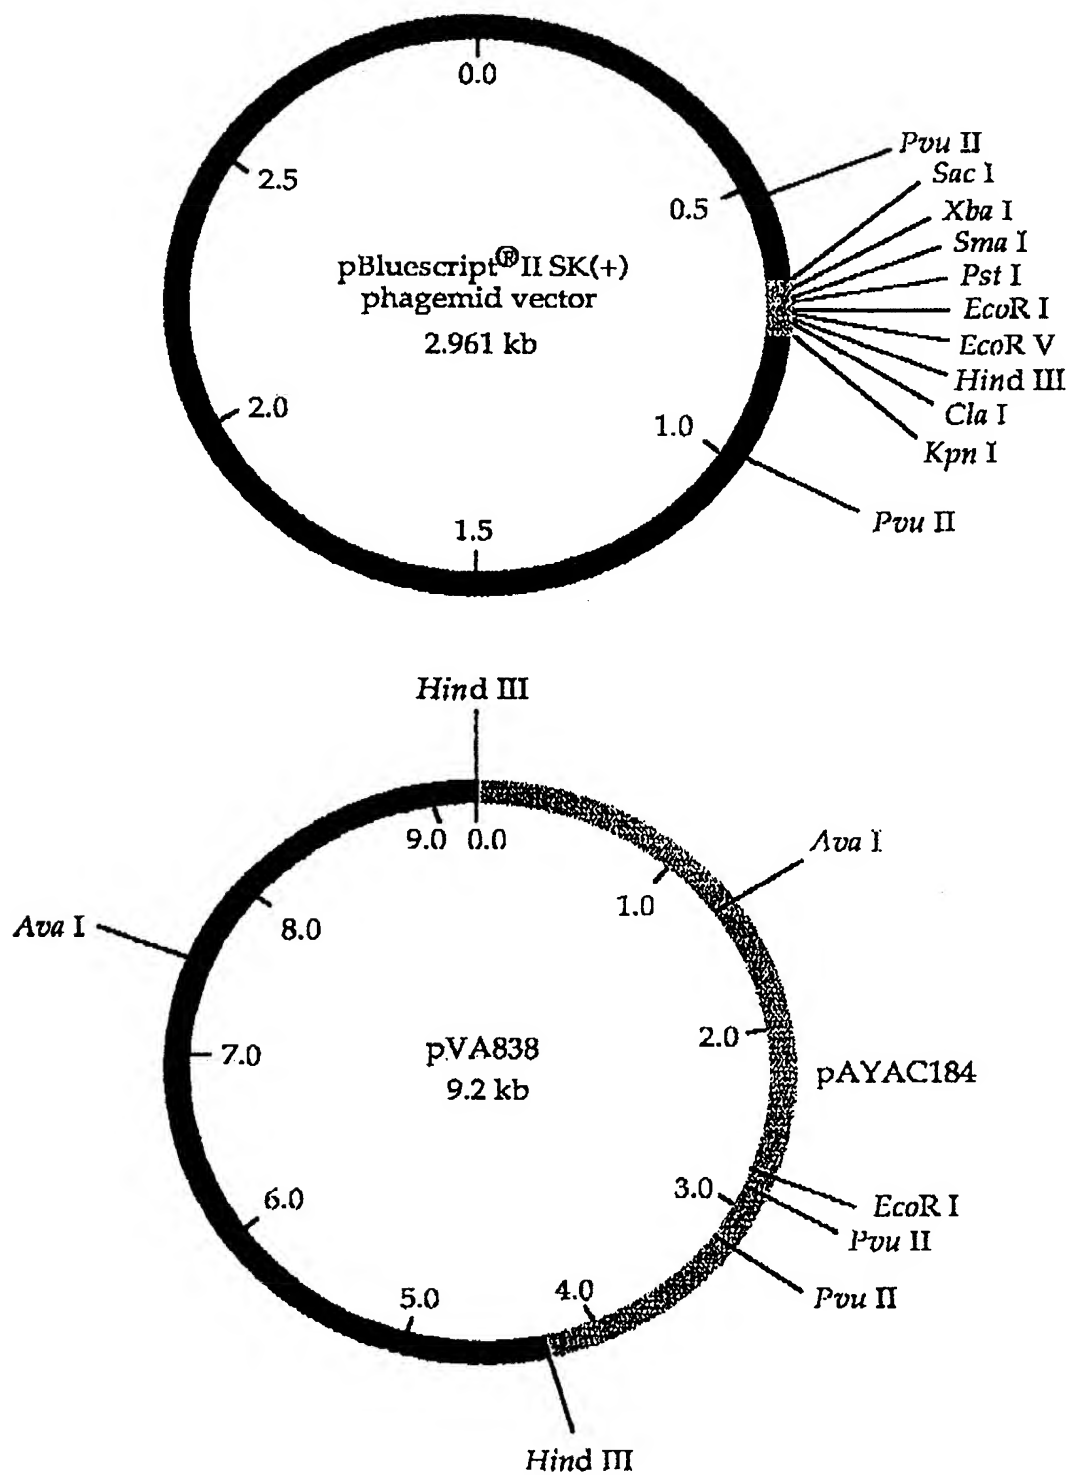 0.0
Pvu II
Sac I
2.5
0.5
Xba I
Sma I
pBluescript®II SK(+)
Pst I
phagemid vector
EcoR I
2.961 kb
EcoR V
Hind III
2.0
Cla I
1.0
Kpn I
Pvu II
1.5
Hind III
9.0
0.0
Ava I
1.0
Ava I
8.0
2.0
7.0
pVA838
pAYAC184
9.2 kb
3.0
6.0
EcoR I
Pvu II
4.0
5.0
Pvu II
Hind III